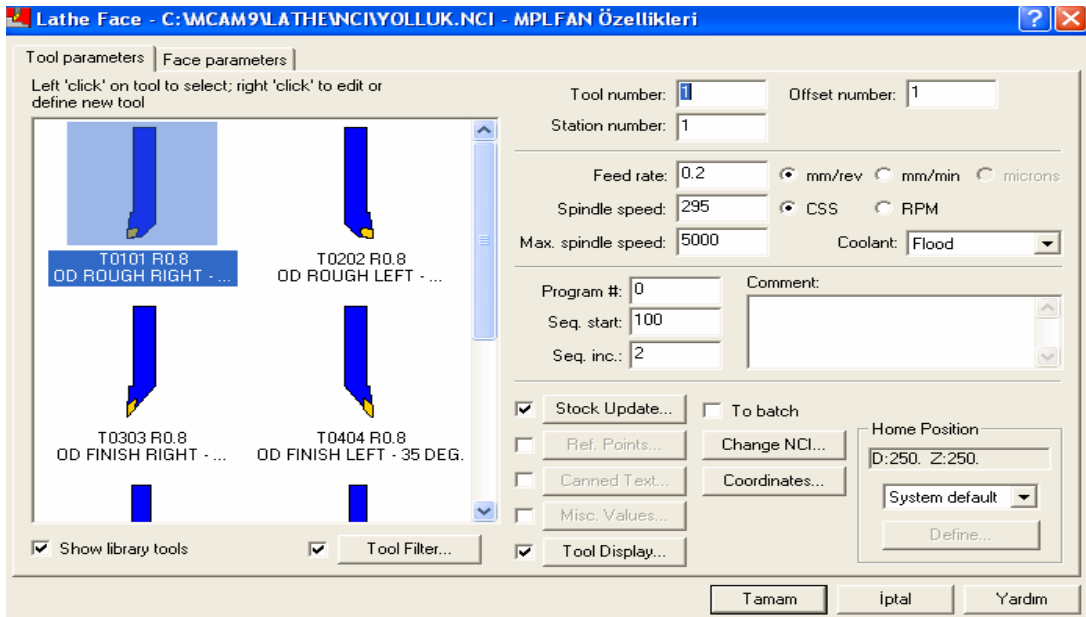 Lathe Face - C:\MCAM9\LATHE\NCI\YOLLUK.NCI - MPLFAN Özellikleri
Tool parameters Face parameters
Left 'click' on tool to select; right 'click' to edit or
define new tool
T0101 R0.8
OD ROUGH RIGHT - ...
T0202 R0.8
OD ROUGH LEFT - ...
T0303 R0.8
OD FINISH RIGHT - ...
T0404 R0.8
OD FINISH LEFT - 35 DEG.
Show library tools
Tool Filter...
Tool number: 1 Offset number: 1
Station number: 1
Feed rate: 0.2 mm/rev mm/min microns
Spindle speed: 295 CSS RPM
Max. spindle speed: 5000 Coolant: Flood
Program #: 0 Comment:
Seq. start: 100
Seq. inc.: 2
Stock Update... To batch
Ref. Points... Change NCI...
Canned Text... Coordinates...
Misc. Values...
Tool Display...
Home Position
D:250. Z:250.
System default
Define...
Tamam İptal Yardım